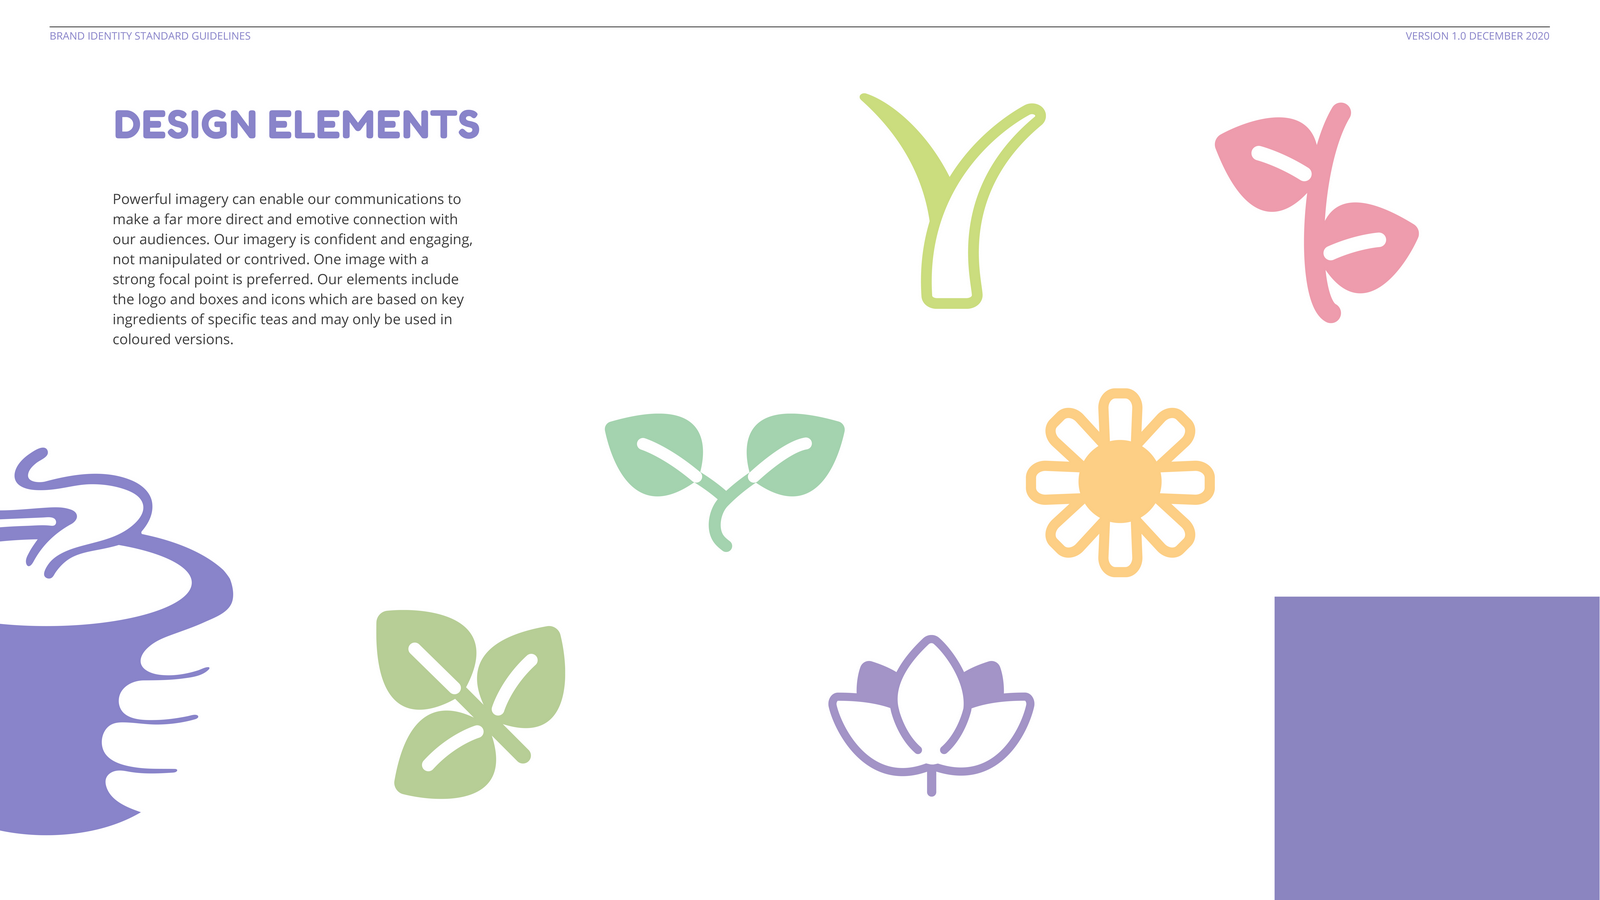 BRAND IDENTITY STANDARD GUIDELINES
VERSION 1.0 DECEMBER 2020
DESIGN ELEMENTS
Powerful imagery can enable our communications to
make a far more direct and emotive connection with
our audiences. Our imagery is confident and engaging,
not manipulated or contrived. One image with a
strong focal point is preferred. Our elements include
the logo and boxes and icons which are based on key
ingredients of specific teas and may only be used in
coloured versions.